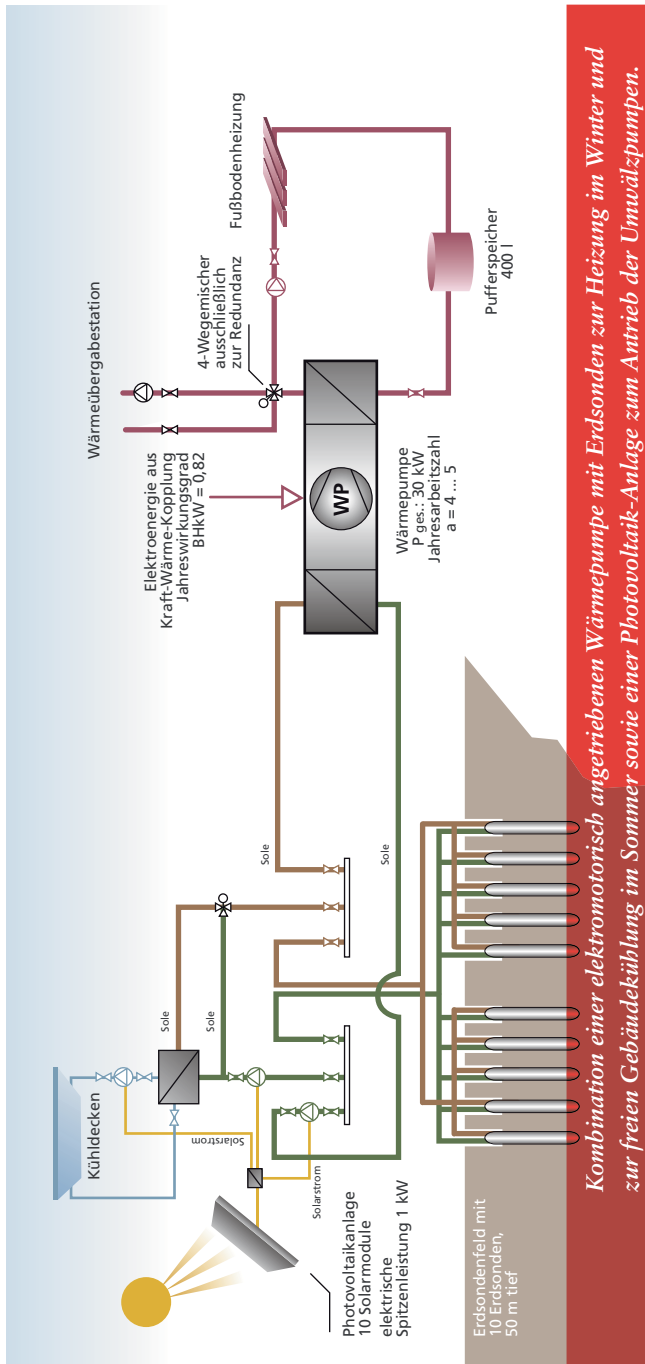 Wärmeübergabestation
4-Wegemischer
ausschließlich
zur Redundanz
Fußbodenheizung
Elektroenergie aus
Kraft-Wärme-Kopplung
Jahreswirkungsgrad
BHkW = 0,82
WP
Wärmepumpe
P ges.: 30 kW
Jahresarbeitszahl
a = 4 ... 5
Pufferspeicher
400 l
Kühldecken
Sole
Sole
Sole
Sole
Solarstrom
Solarstrom
Photovoltaikanlage
10 Solarmodule
elektrische
Spitzenleistung 1 kW
Erdsondenfeld mit
10 Erdsonden,
50 m tief
Kombination einer elektromotorisch angetriebenen Wärmepumpe mit Erdsonden zur Heizung im Winter und
zur freien Gebäudekühlung im Sommer sowie einer Photovoltaik-Anlage zum Antrieb der Umwälzpumpen.